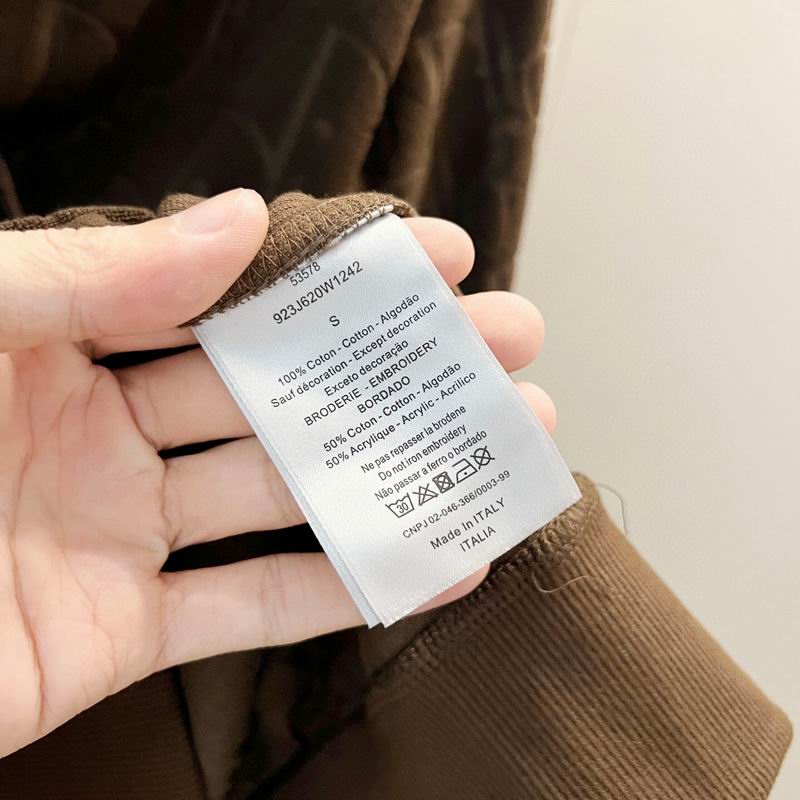 53578
923J620W1242
S
100% Coton - Cotton - Algodão
Sauf décoration - Except decoration
Exceto decoração
BRODERIE - EMBROIDERY
BORDADO
50% Coton - Cotton - Algodão
50% Acrylique - Acrylic - Acrilico
Ne pas repasser la brodene
Do not iron embroidery
Não passar a ferro o bordado
30
CNPJ 02-046-366/0003-99
Made In ITALY
ITALIA